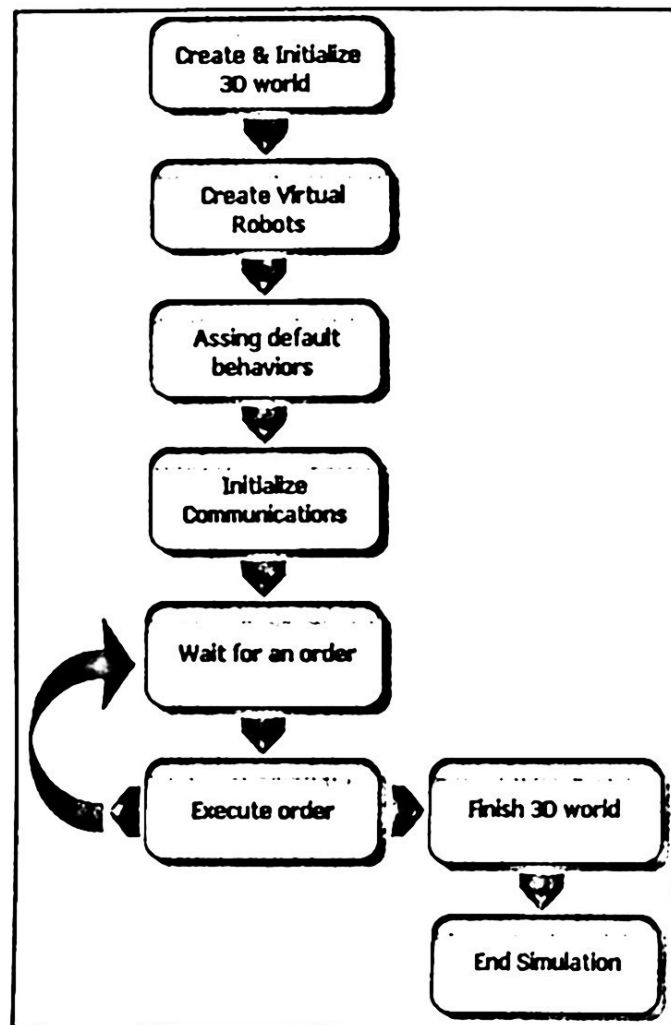 Create & Initialize
3D world
Create Virtual
Robots
Assing default
behaviors
Initialize
Communications
Wait for an order
Execute order
Finish 3D world
End Simulation